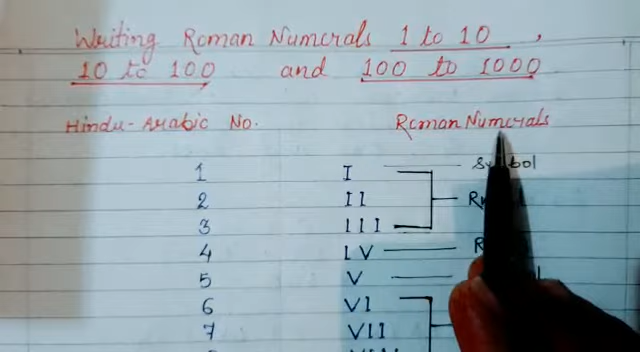 Writing Roman Numerals 1 to 10,
10 to 100 and 100 to 1000
Hindu-Arabic No. Roman Numerals
1 I Symbol
2 II
3 III
4 IV
5 V
6 VI
7 VII